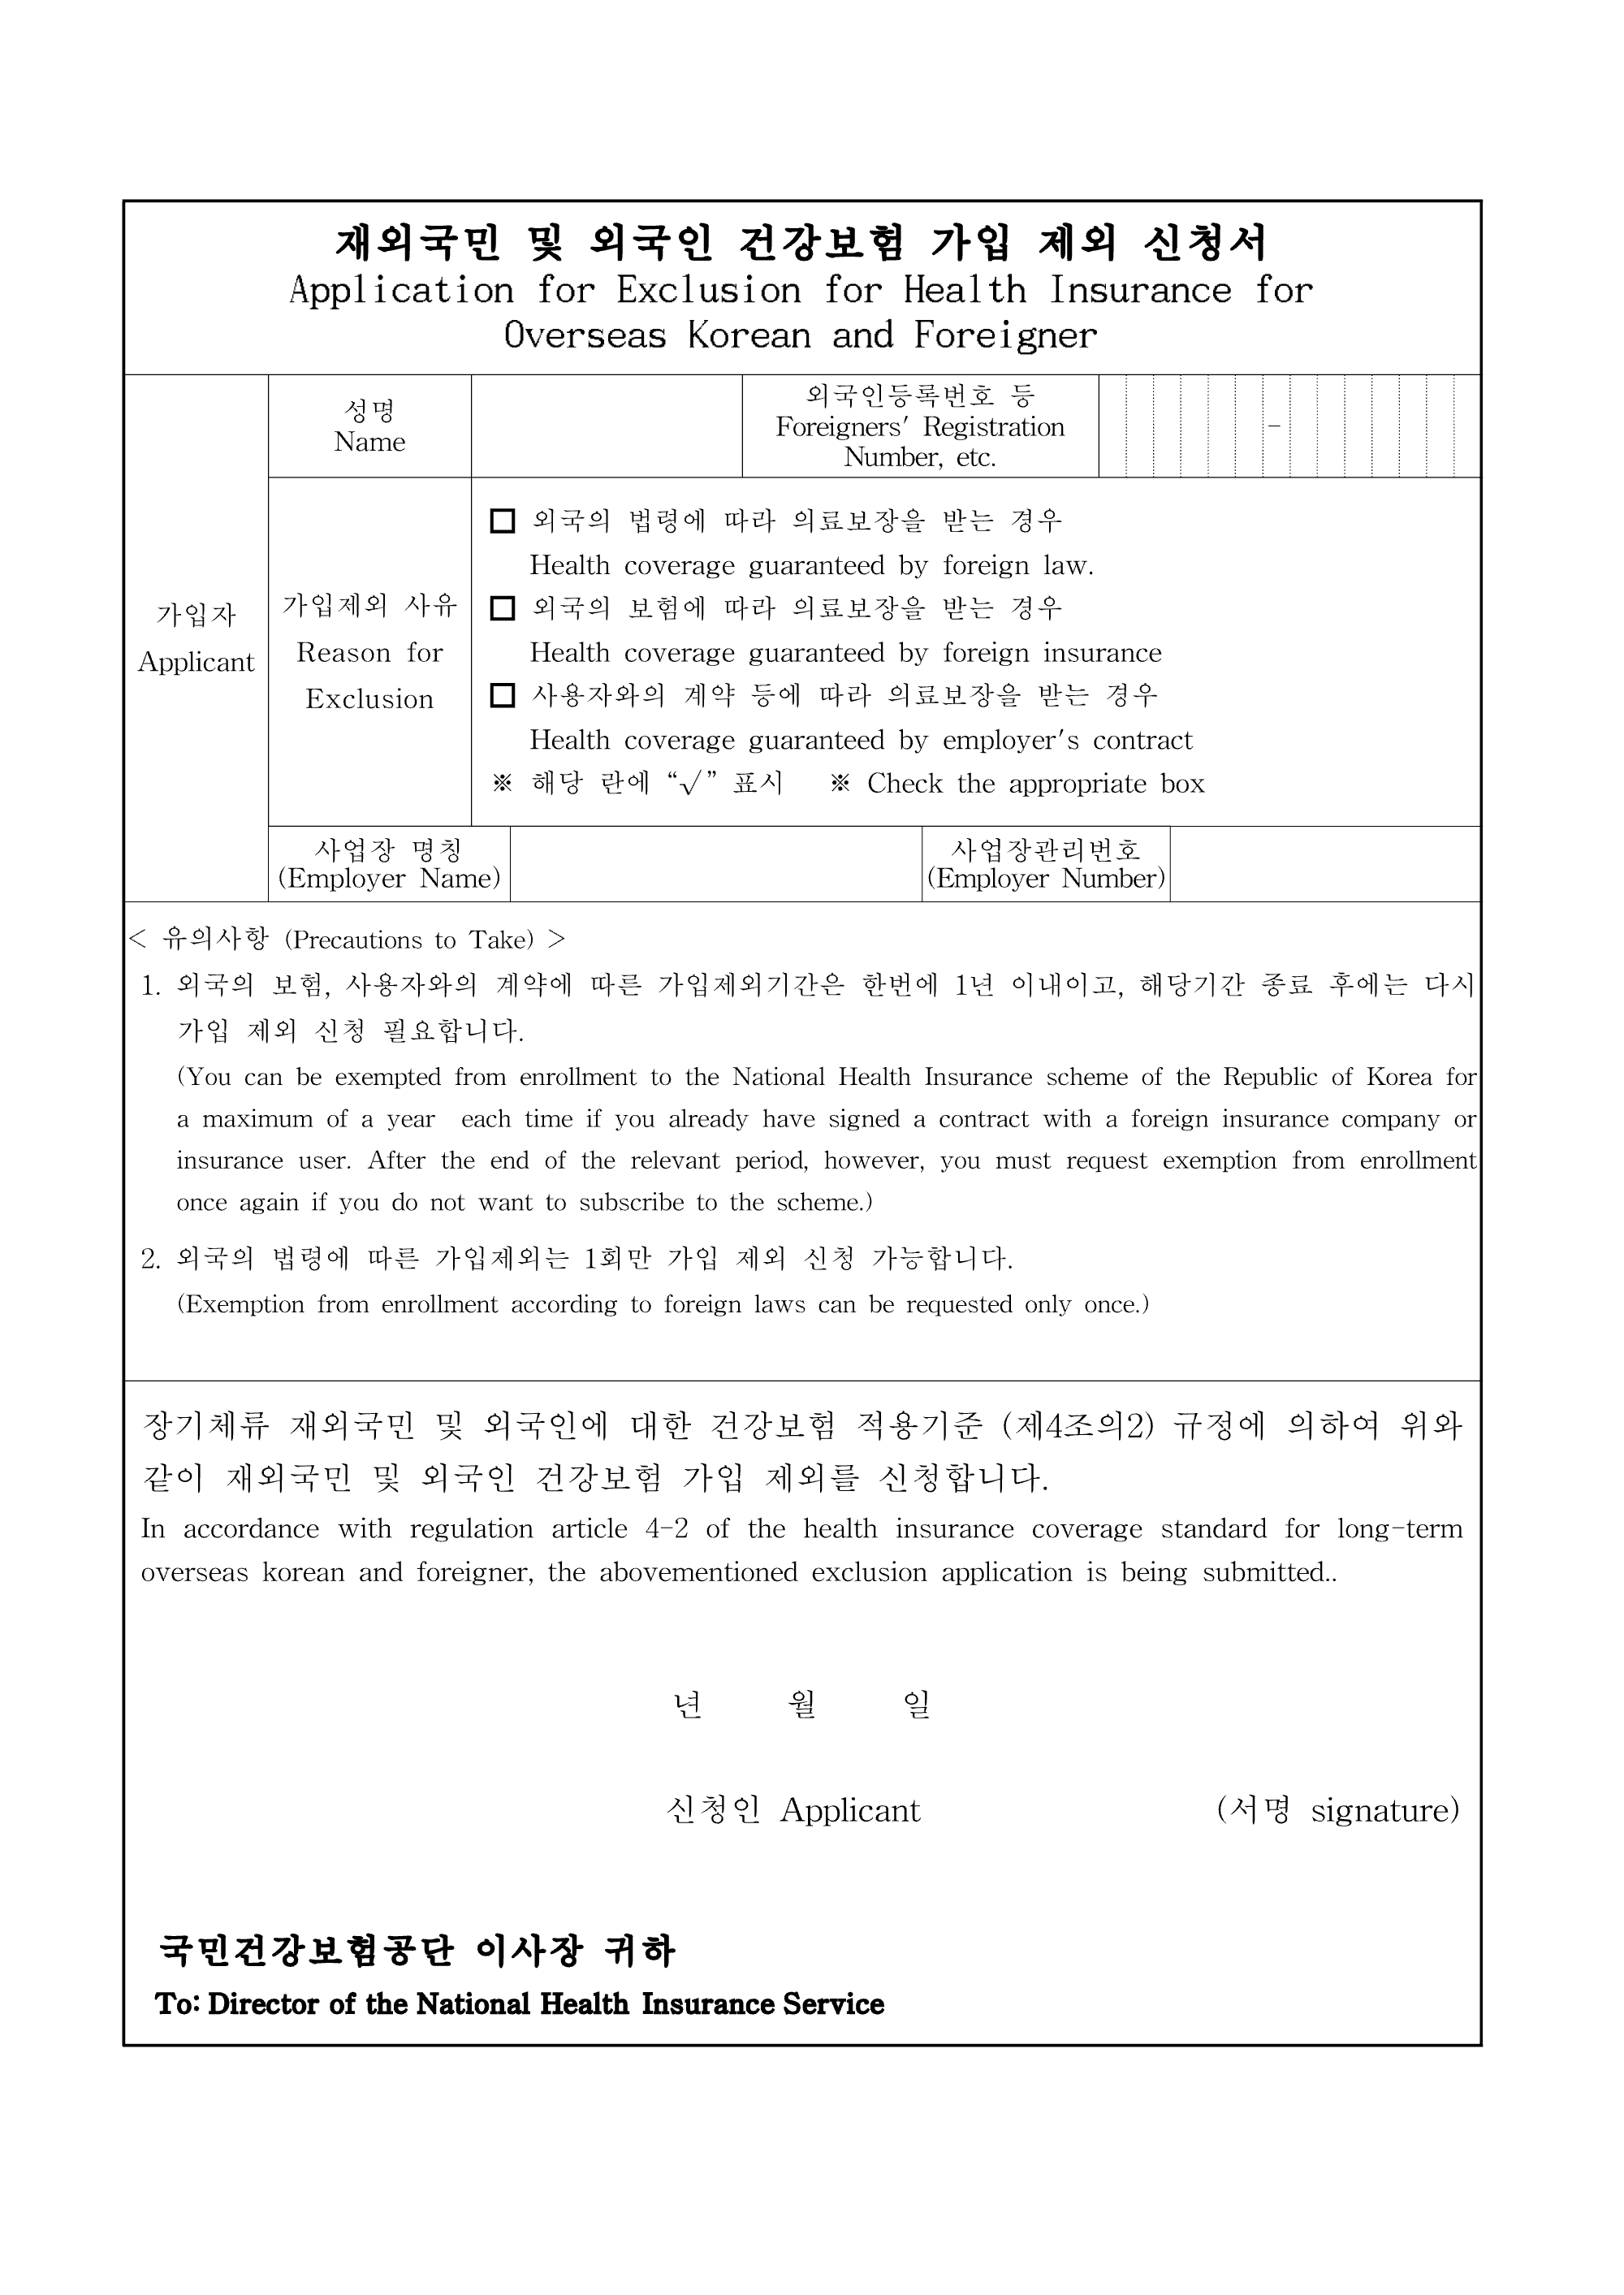 재외국민 및 외국인 건강보험 가입 제외 신청서
Application for Exclusion for Health Insurance for
Overseas Korean and Foreigner
가입자
Applicant
성명
Name
외국인등록번호 등
Foreigners' Registration
Number, etc.
-
가입제외 사유
Reason for
Exclusion
□ 외국의 법령에 따라 의료보장을 받는 경우
Health coverage guaranteed by foreign law.
□ 외국의 보험에 따라 의료보장을 받는 경우
Health coverage guaranteed by foreign insurance
□ 사용자와의 계약 등에 따라 의료보장을 받는 경우
Health coverage guaranteed by employer's contract
※ 해당 란에 “√” 표시 ※ Check the appropriate box
사업장 명칭
(Employer Name)
사업장관리번호
(Employer Number)
< 유의사항 (Precautions to Take) >
1. 외국의 보험, 사용자와의 계약에 따른 가입제외기간은 한번에 1년 이내이고, 해당기간 종료 후에는 다시
가입 제외 신청 필요합니다.
(You can be exempted from enrollment to the National Health Insurance scheme of the Republic of Korea for
a maximum of a year each time if you already have signed a contract with a foreign insurance company or
insurance user. After the end of the relevant period, however, you must request exemption from enrollment
once again if you do not want to subscribe to the scheme.)
2. 외국의 법령에 따른 가입제외는 1회만 가입 제외 신청 가능합니다.
(Exemption from enrollment according to foreign laws can be requested only once.)
장기체류 재외국민 및 외국인에 대한 건강보험 적용기준 (제4조의2) 규정에 의하여 위와
같이 재외국민 및 외국인 건강보험 가입 제외를 신청합니다.
In accordance with regulation article 4-2 of the health insurance coverage standard for long-term
overseas korean and foreigner, the abovementioned exclusion application is being submitted..
년 월 일
신청인 Applicant (서명 signature)
국민건강보험공단 이사장 귀하
To: Director of the National Health Insurance Service